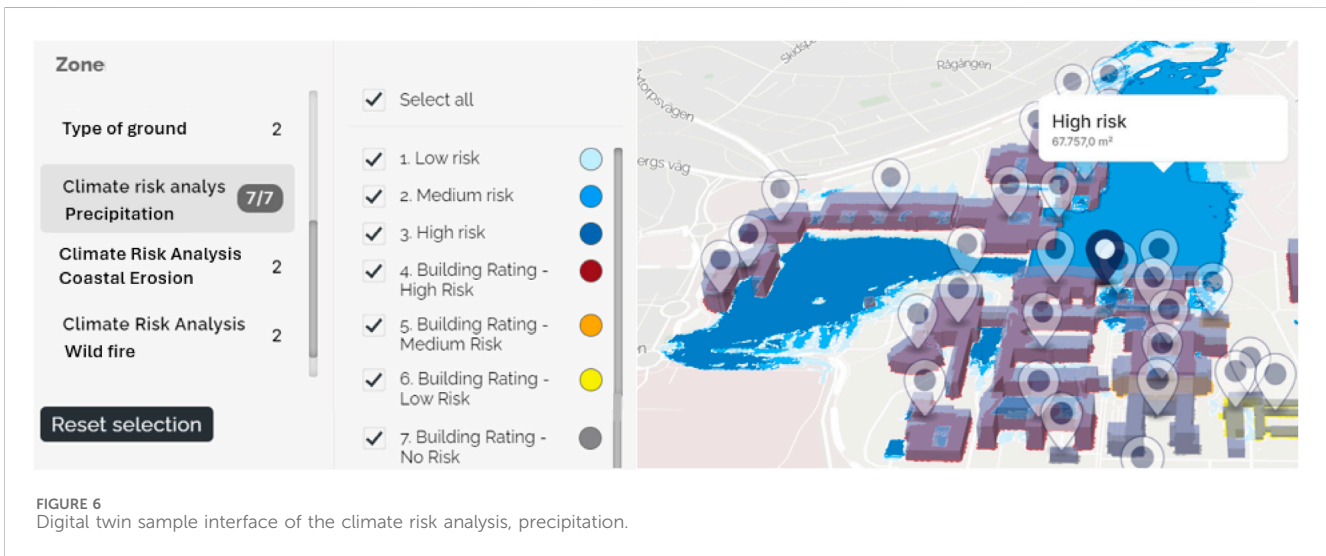 Zone
Type of ground 2
Climate risk analys
Precipitation
7/7
Climate Risk Analysis
Coastal Erosion
2
Climate Risk Analysis
Wild fire
2
Reset selection
Select all
1. Low risk
2. Medium risk
3. High risk
4. Building Rating -
High Risk
5. Building Rating -
Medium Risk
6. Building Rating -
Low Risk
7. Building Rating -
No Risk
Rågången
High risk
67.757,0 m²
FIGURE 6
Digital twin sample interface of the climate risk analysis, precipitation.